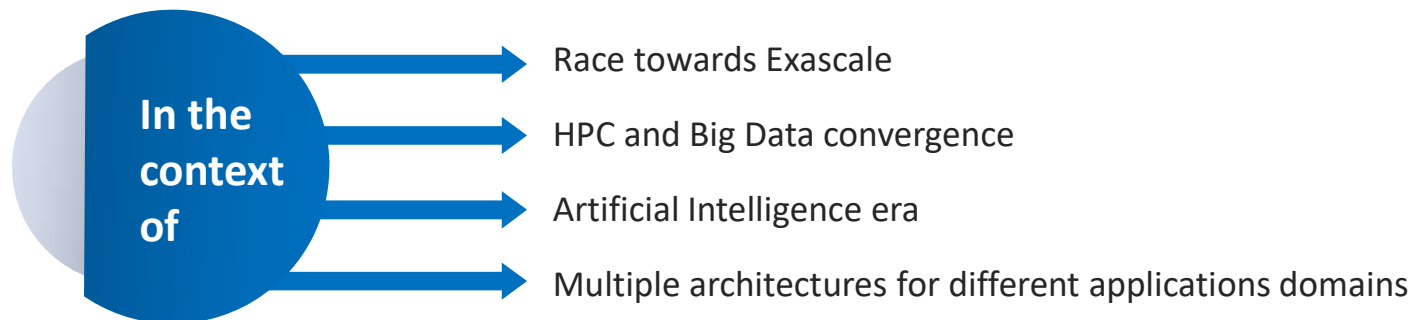 In the
context
of
Race towards Exascale
HPC and Big Data convergence
Artificial Intelligence era
Multiple architectures for different applications domains